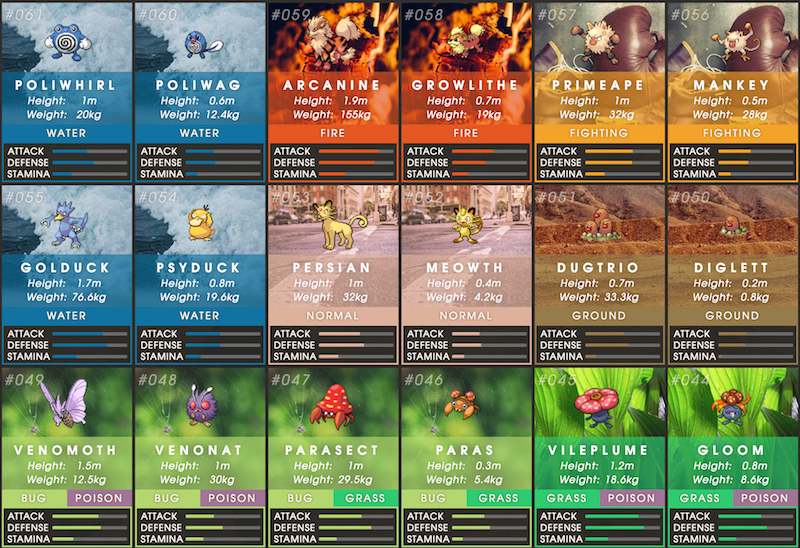 #061
POLIWHIRL
Height: 1m
Weight: 20kg
WATER
ATTACK
DEFENSE
STAMINA
#060
POLIWAG
Height: 0.6m
Weight: 12.4kg
WATER
ATTACK
DEFENSE
STAMINA
#059
ARCANINE
Height: 1.9m
Weight: 155kg
FIRE
ATTACK
DEFENSE
STAMINA
#058
GROWLITHE
Height: 0.7m
Weight: 19kg
FIRE
ATTACK
DEFENSE
STAMINA
#057
PRIMEAPE
Height: 1m
Weight: 32kg
FIGHTING
ATTACK
DEFENSE
STAMINA
#056
MANKEY
Height: 0.5m
Weight: 28kg
FIGHTING
ATTACK
DEFENSE
STAMINA
#055
GOLDUCK
Height: 1.7m
Weight: 76.6kg
WATER
ATTACK
DEFENSE
STAMINA
#054
PSYDUCK
Height: 0.8m
Weight: 19.6kg
WATER
ATTACK
DEFENSE
STAMINA
#053
PERSIAN
Height: 1m
Weight: 32kg
NORMAL
ATTACK
DEFENSE
STAMINA
#052
MEOWTH
Height: 0.4m
Weight: 4.2kg
NORMAL
ATTACK
DEFENSE
STAMINA
#051
DUGTRIO
Height: 0.7m
Weight: 33.3kg
GROUND
ATTACK
DEFENSE
STAMINA
#050
DIGLETT
Height: 0.2m
Weight: 0.8kg
GROUND
ATTACK
DEFENSE
STAMINA
#049
VENOMOTH
Height: 1.5m
Weight: 12.5kg
BUG POISON
ATTACK
DEFENSE
STAMINA
#048
VENONAT
Height: 1m
Weight: 30kg
BUG POISON
ATTACK
DEFENSE
STAMINA
#047
PARASECT
Height: 1m
Weight: 29.5kg
BUG GRASS
ATTACK
DEFENSE
STAMINA
#046
PARAS
Height: 0.3m
Weight: 5.4kg
BUG GRASS
ATTACK
DEFENSE
STAMINA
#045
VILEPLUME
Height: 1.2m
Weight: 18.6kg
GRASS POISON
ATTACK
DEFENSE
STAMINA
#044
GLOOM
Height: 0.8m
Weight: 8.6kg
GRASS POISON
ATTACK
DEFENSE
STAMINA